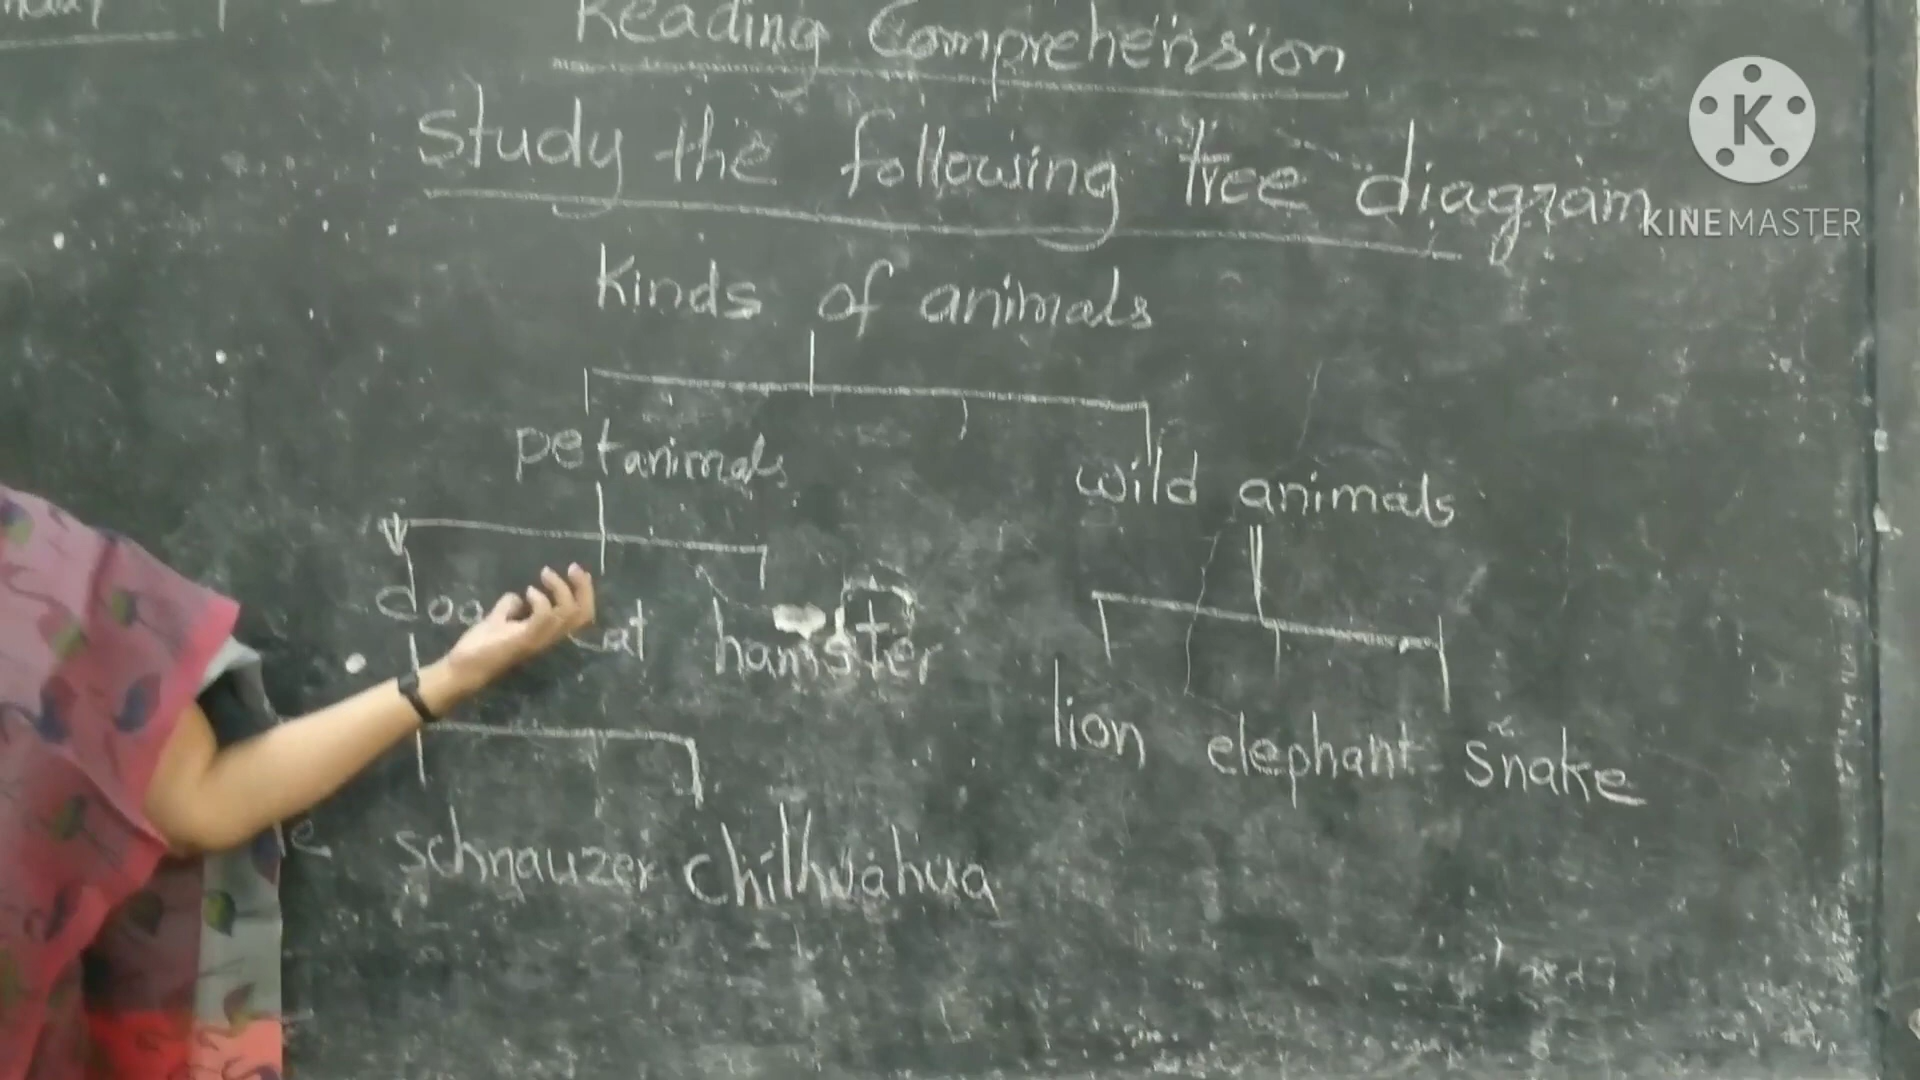 Reading Comprehension
Study the following tree diagram
K
KINEMASTER
Kinds of animals
pet animals
wild animals
cat hamster
lion elephant snake
schnauzer chilhuahua